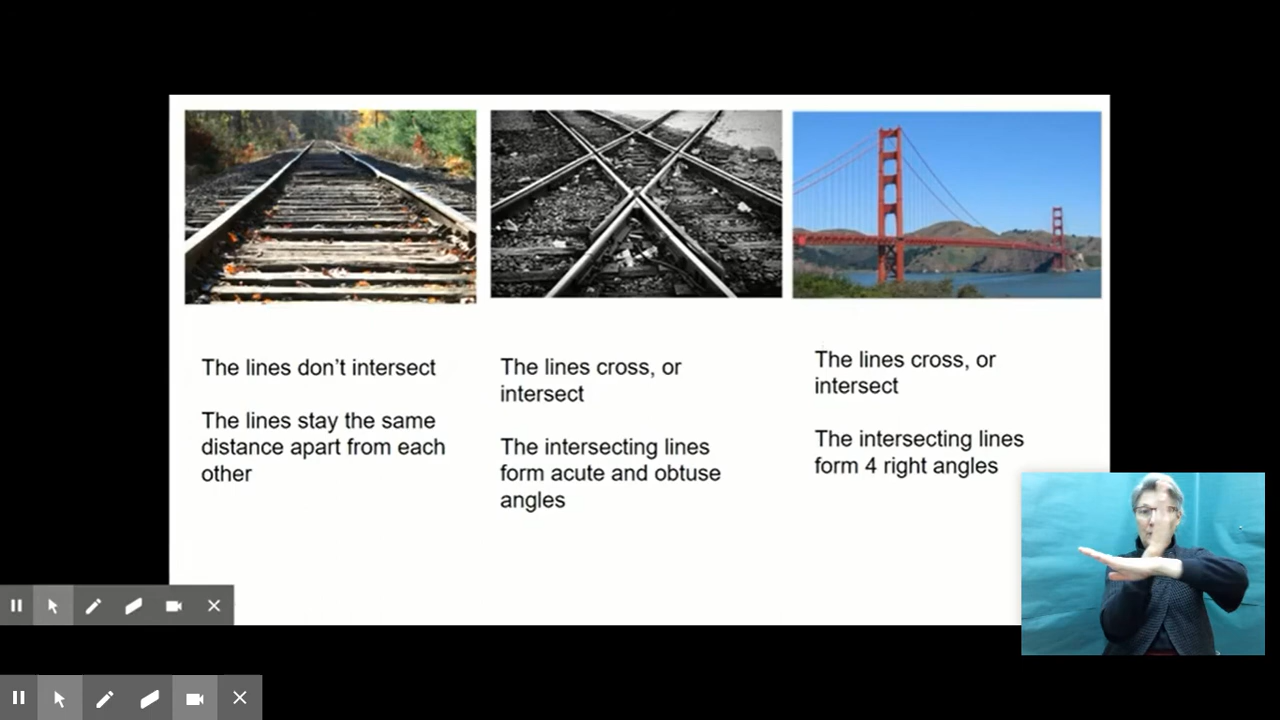 The lines don't intersect
The lines stay the same
distance apart from each
other
The lines cross, or
intersect
The intersecting lines
form acute and obtuse
angles
The lines cross, or
intersect
The intersecting lines
form 4 right angles